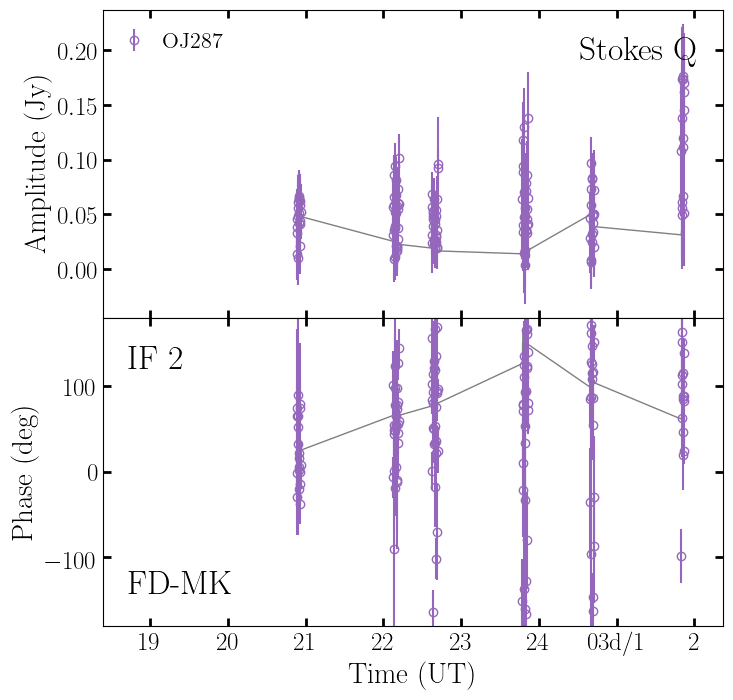 OJ287
Stokes Q
0.20
0.15
0.10
0.05
0.00
Amplitude (Jy)
IF 2
100
0
−100
Phase (deg)
FD-MK
19 20 21 22 23 24 03d/1 2
Time (UT)